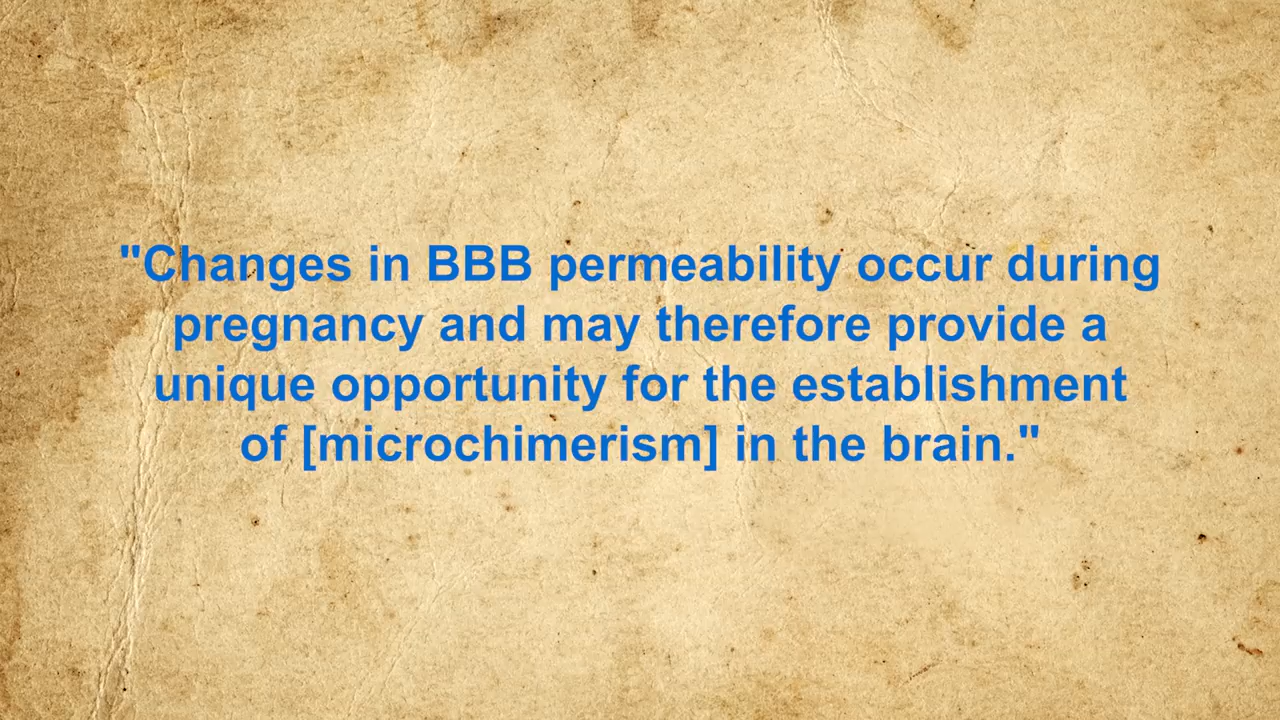 "Changes in BBB permeability occur during
pregnancy and may therefore provide a
unique opportunity for the establishment
of [microchimerism] in the brain."